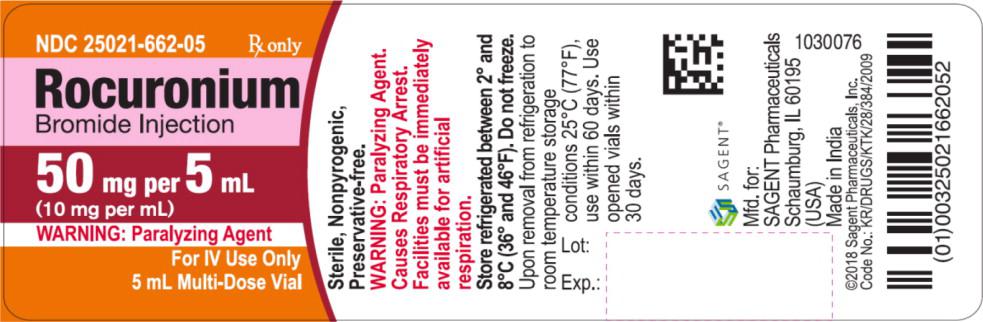 NDC 25021-662-05 Rx only
Rocuronium
Bromide Injection
50 mg per 5 mL
(10 mg per mL)
WARNING: Paralyzing Agent
For IV Use Only
5 mL Multi-Dose Vial
Sterile, Nonpyrogenic,
Preservative-free.
WARNING: Paralyzing Agent.
Causes Respiratory Arrest.
Facilities must be immediately
available for artificial
respiration.
Store refrigerated between 2° and
8°C (36° and 46°F). Do not freeze.
Upon removal from refrigeration to
room temperature storage
conditions 25°C (77°F),
use within 60 days. Use
opened vials within
30 days.
Lot:
Exp.:
SAGENT®
Mfd. for:
SAGENT Pharmaceuticals
Schaumburg, IL 60195
(USA)
Made in India
1030076
©2018 Sagent Pharmaceuticals, Inc.
Code No.: KR/DRUGS/KTK/28/384/2009
(01)00325021662052